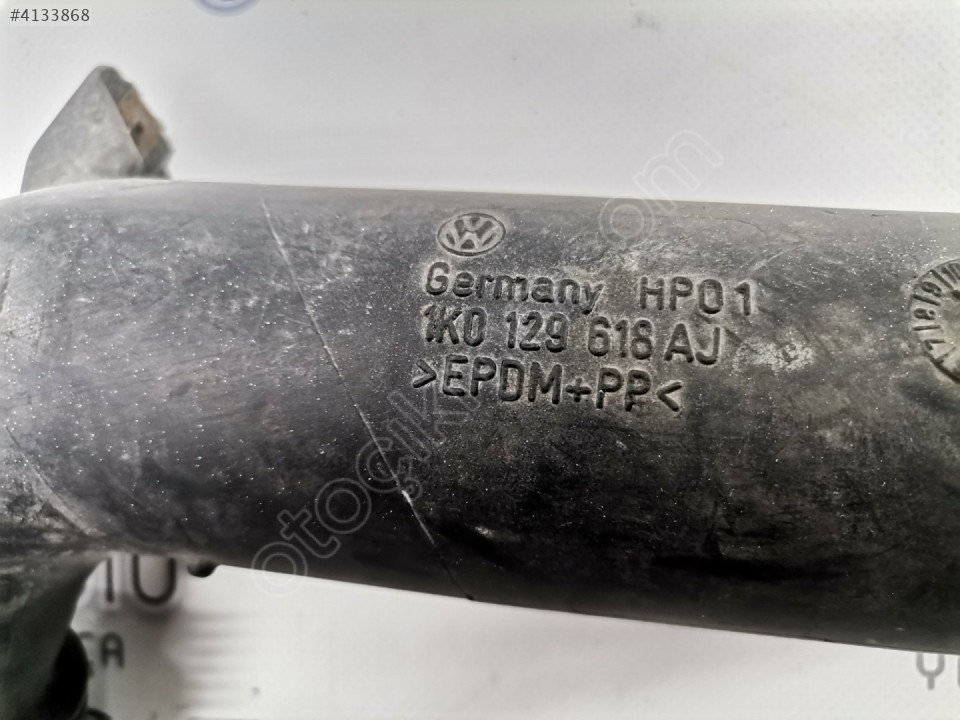 #4133868
Germany HP01
1K0 129 618 AJ
>EPDM+PP<